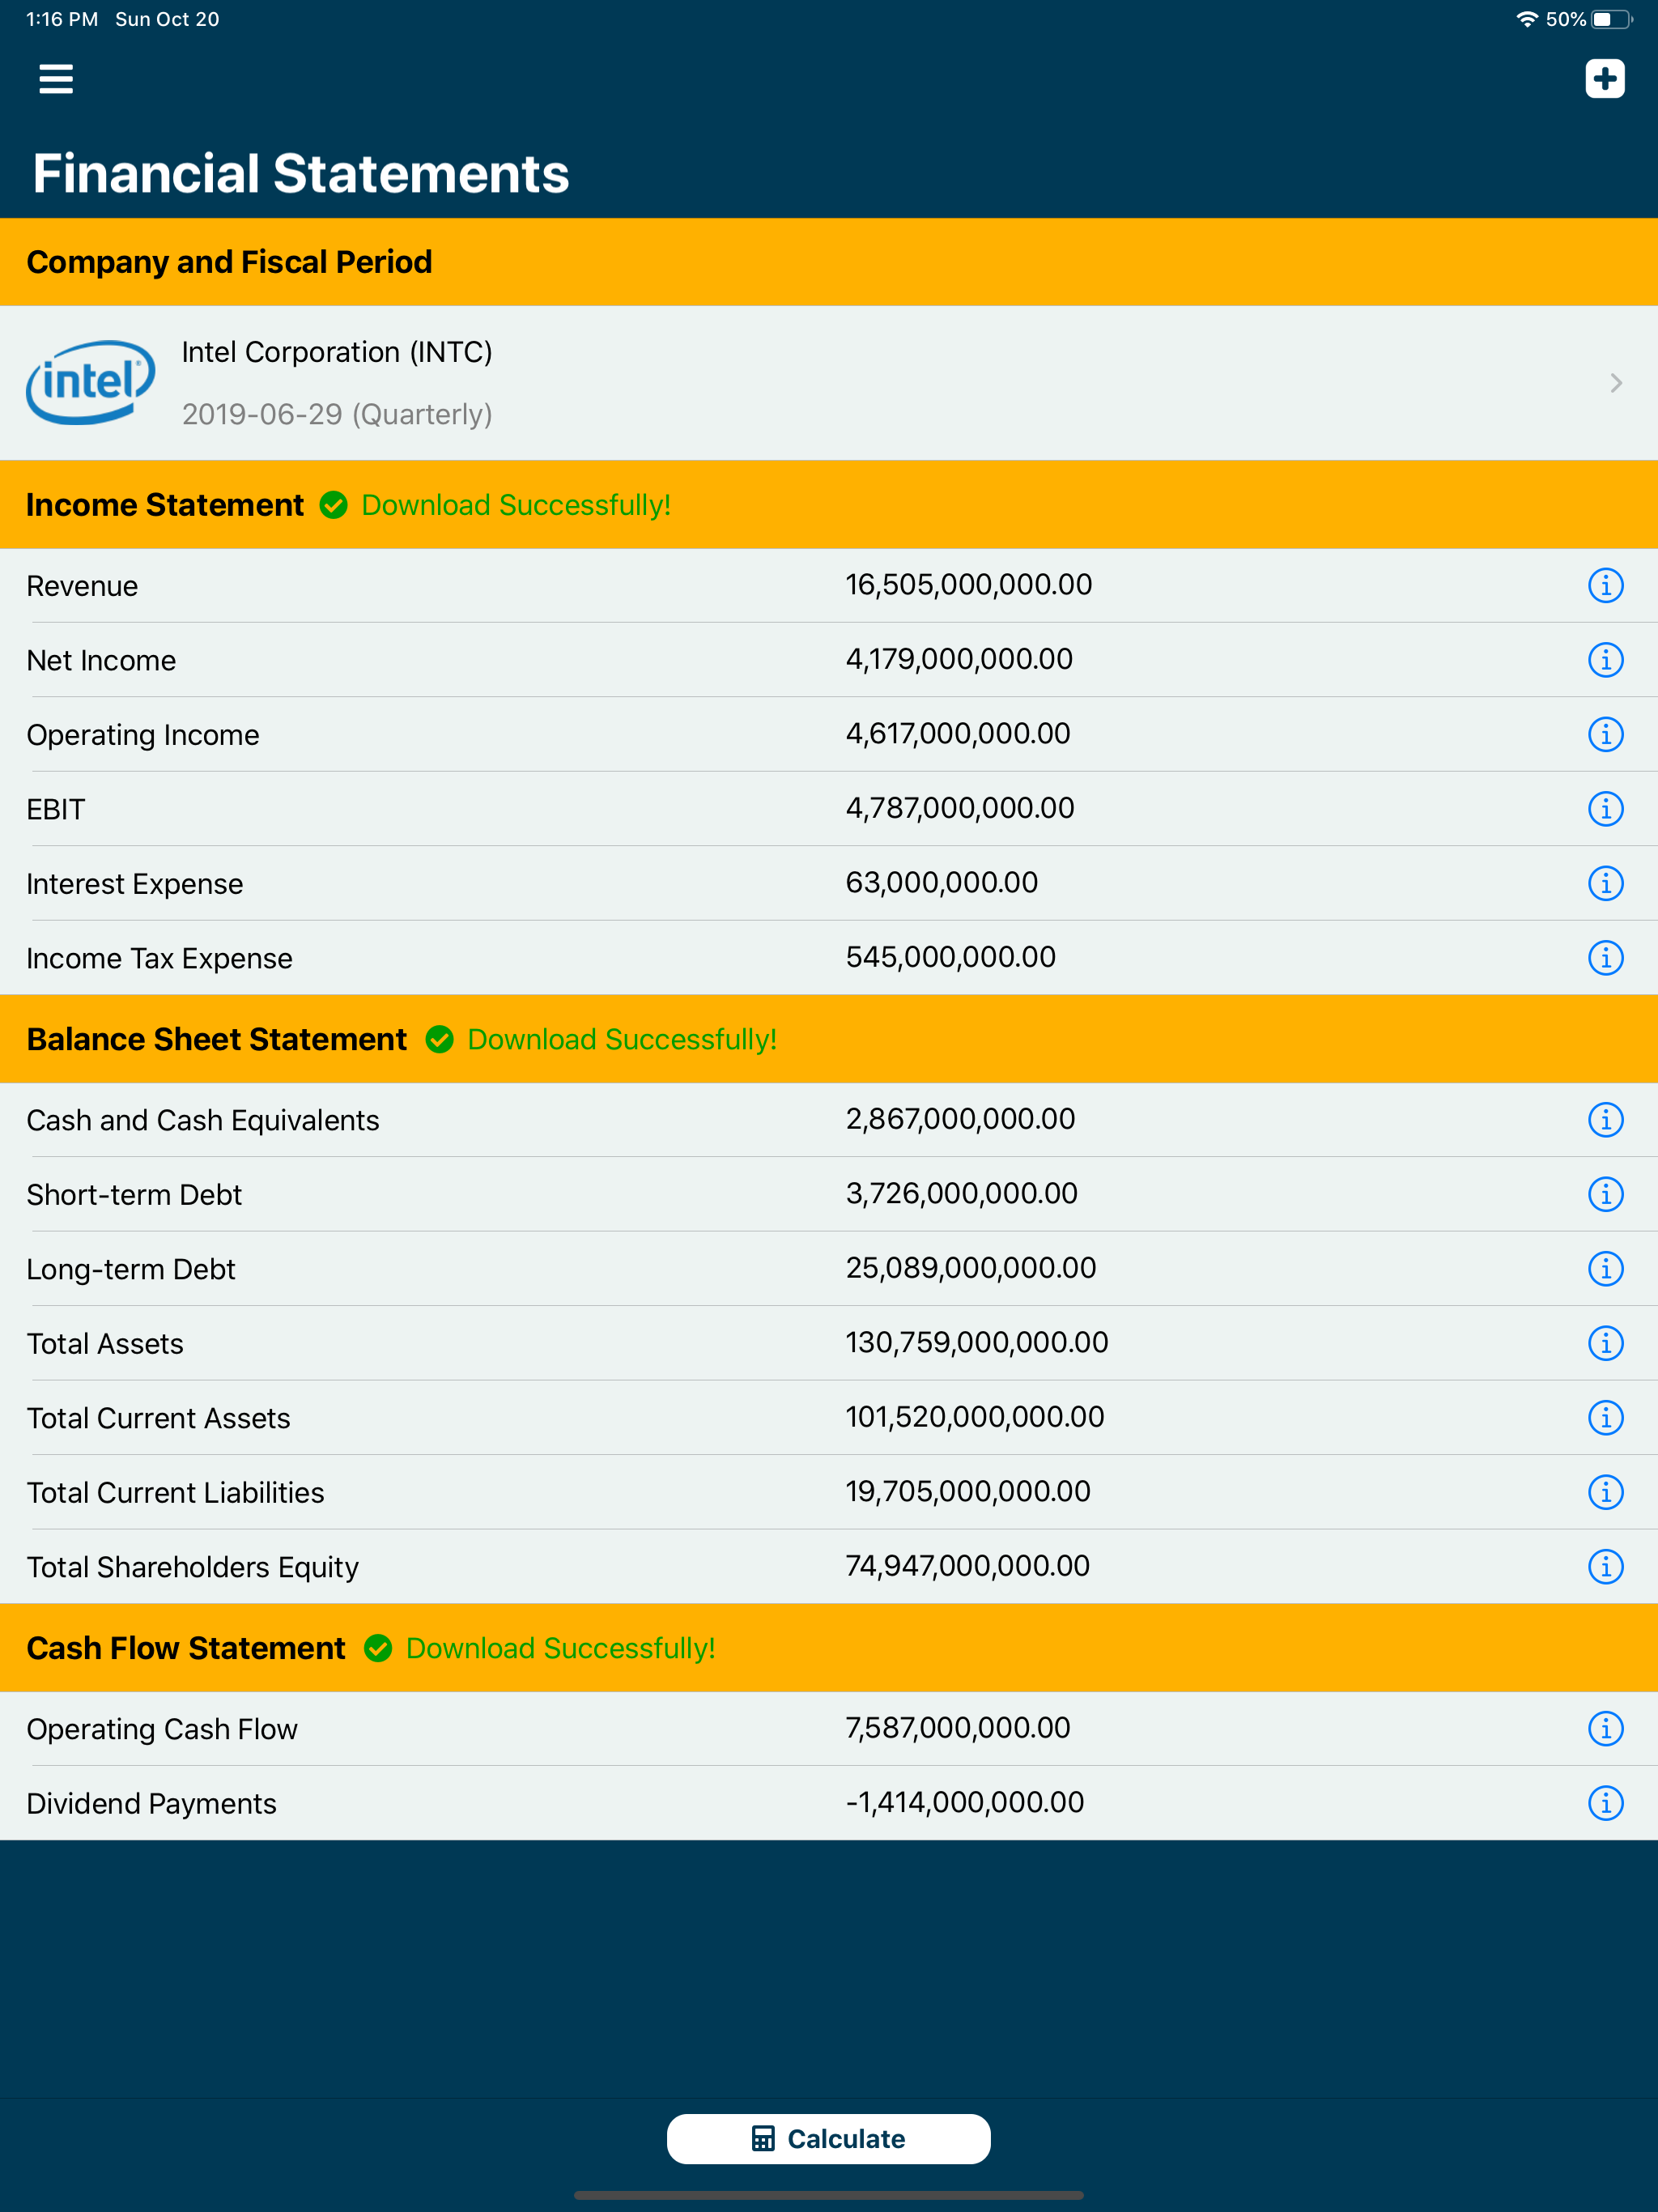 1:16 PM Sun Oct 20 50%
Financial Statements
Company and Fiscal Period
intel®
Intel Corporation (INTC)
2019-06-29 (Quarterly)
Income Statement Download Successfully!
Revenue 16,505,000,000.00
Net Income 4,179,000,000.00
Operating Income 4,617,000,000.00
EBIT 4,787,000,000.00
Interest Expense 63,000,000.00
Income Tax Expense 545,000,000.00
Balance Sheet Statement Download Successfully!
Cash and Cash Equivalents 2,867,000,000.00
Short-term Debt 3,726,000,000.00
Long-term Debt 25,089,000,000.00
Total Assets 130,759,000,000.00
Total Current Assets 101,520,000,000.00
Total Current Liabilities 19,705,000,000.00
Total Shareholders Equity 74,947,000,000.00
Cash Flow Statement Download Successfully!
Operating Cash Flow 7,587,000,000.00
Dividend Payments -1,414,000,000.00
Calculate